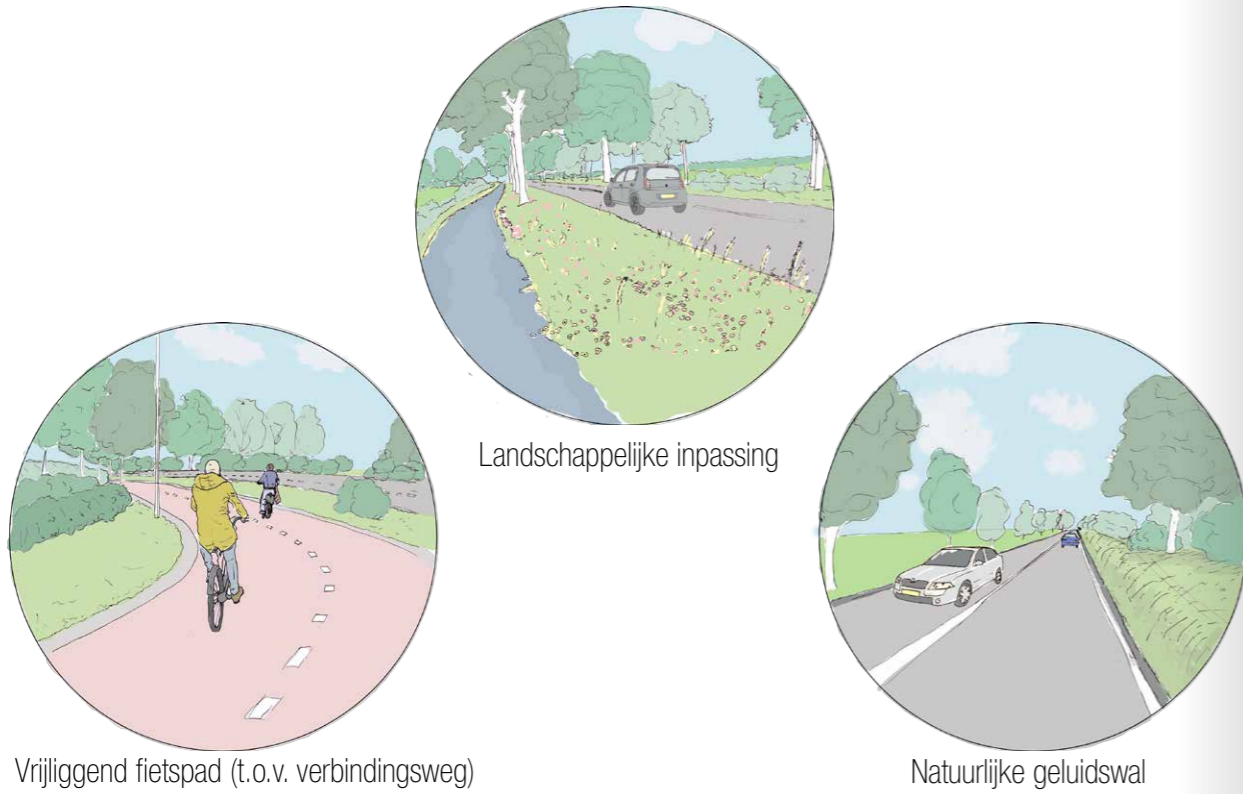 Landschappelijke inpassing
Vrijliggend fietspad (t.o.v. verbindingsweg)
Natuurlijke geluidswal